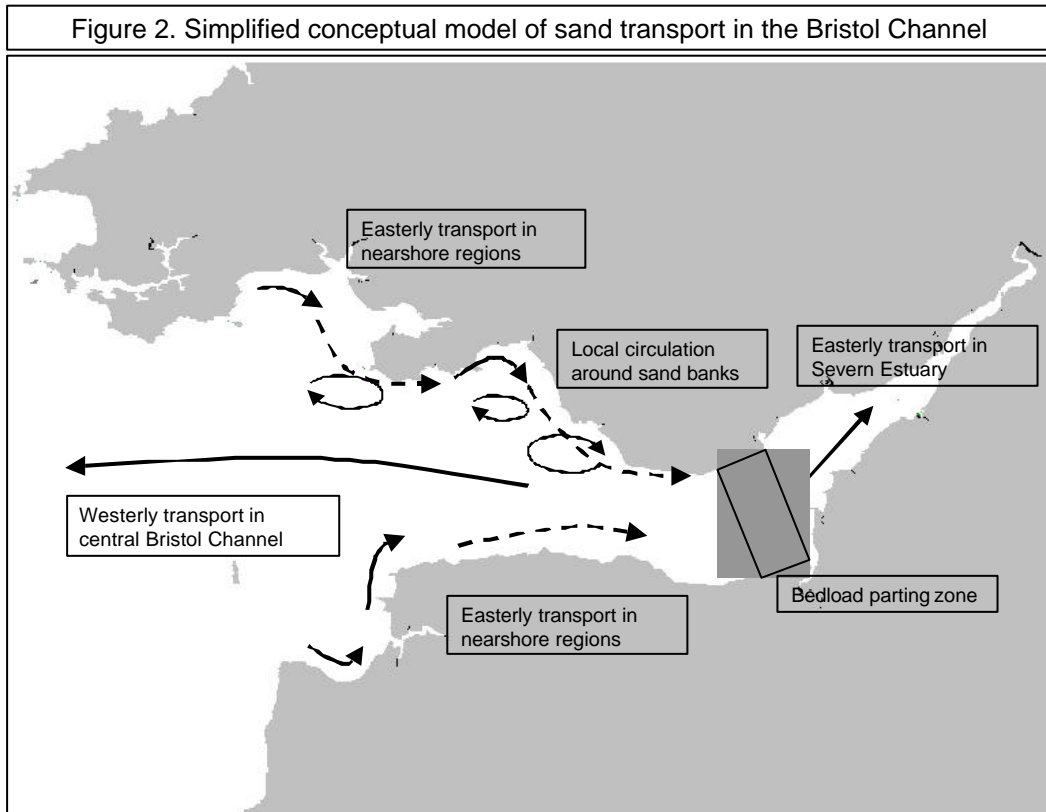 Figure 2. Simplified conceptual model of sand transport in the Bristol Channel
Easterly transport in
nearshore regions
Local circulation
around sand banks
Easterly transport in
Severn Estuary
Westerly transport in
central Bristol Channel
Bedload parting zone
Easterly transport in
nearshore regions